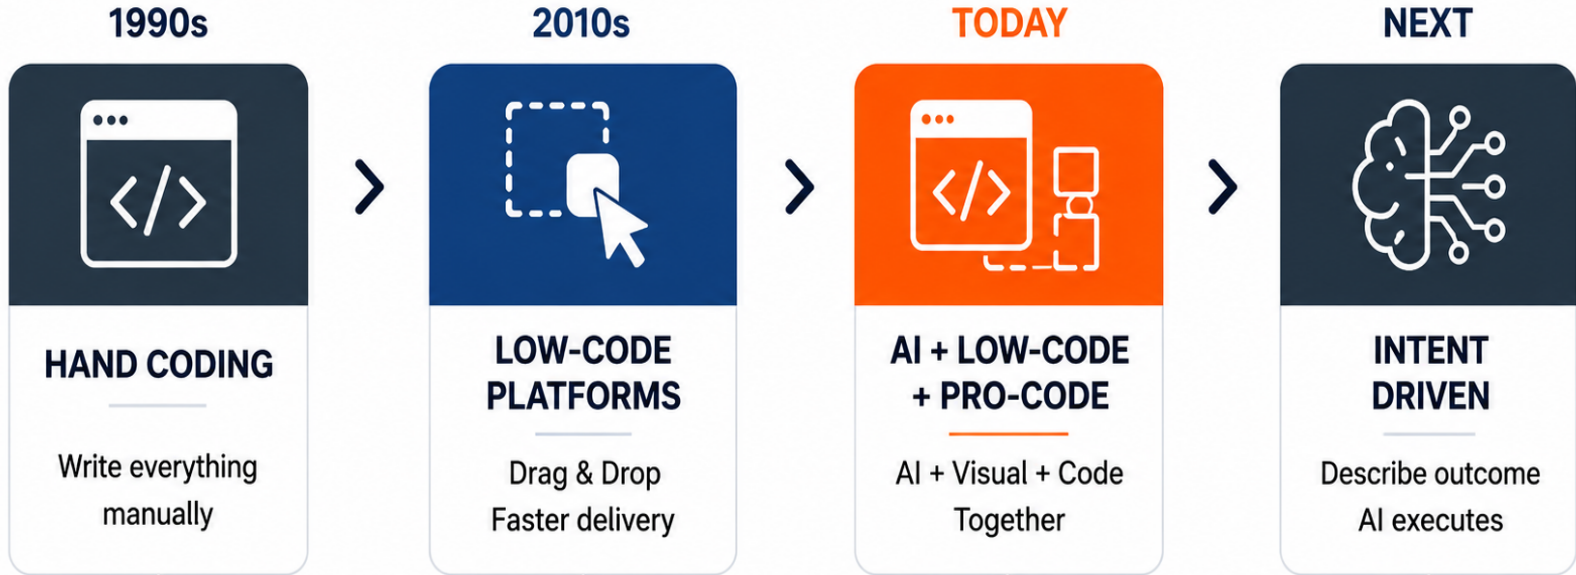 1990s
2010s
TODAY
NEXT
</>
</>
HAND CODING
Write everything
manually
LOW-CODE
PLATFORMS
Drag & Drop
Faster delivery
AI + LOW-CODE
+ PRO-CODE
AI + Visual + Code
Together
INTENT
DRIVEN
Describe outcome
AI executes